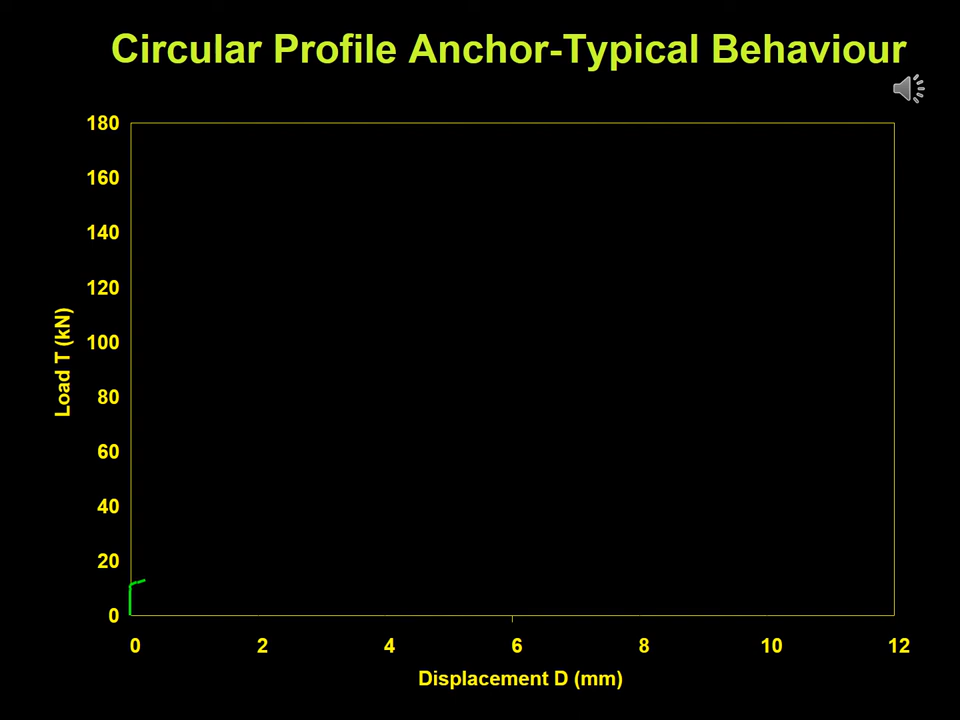 Circular Profile Anchor-Typical Behaviour
180
160
140
120
100
80
60
40
20
0
Load T (kN)
0 2 4 6 8 10 12
Displacement D (mm)